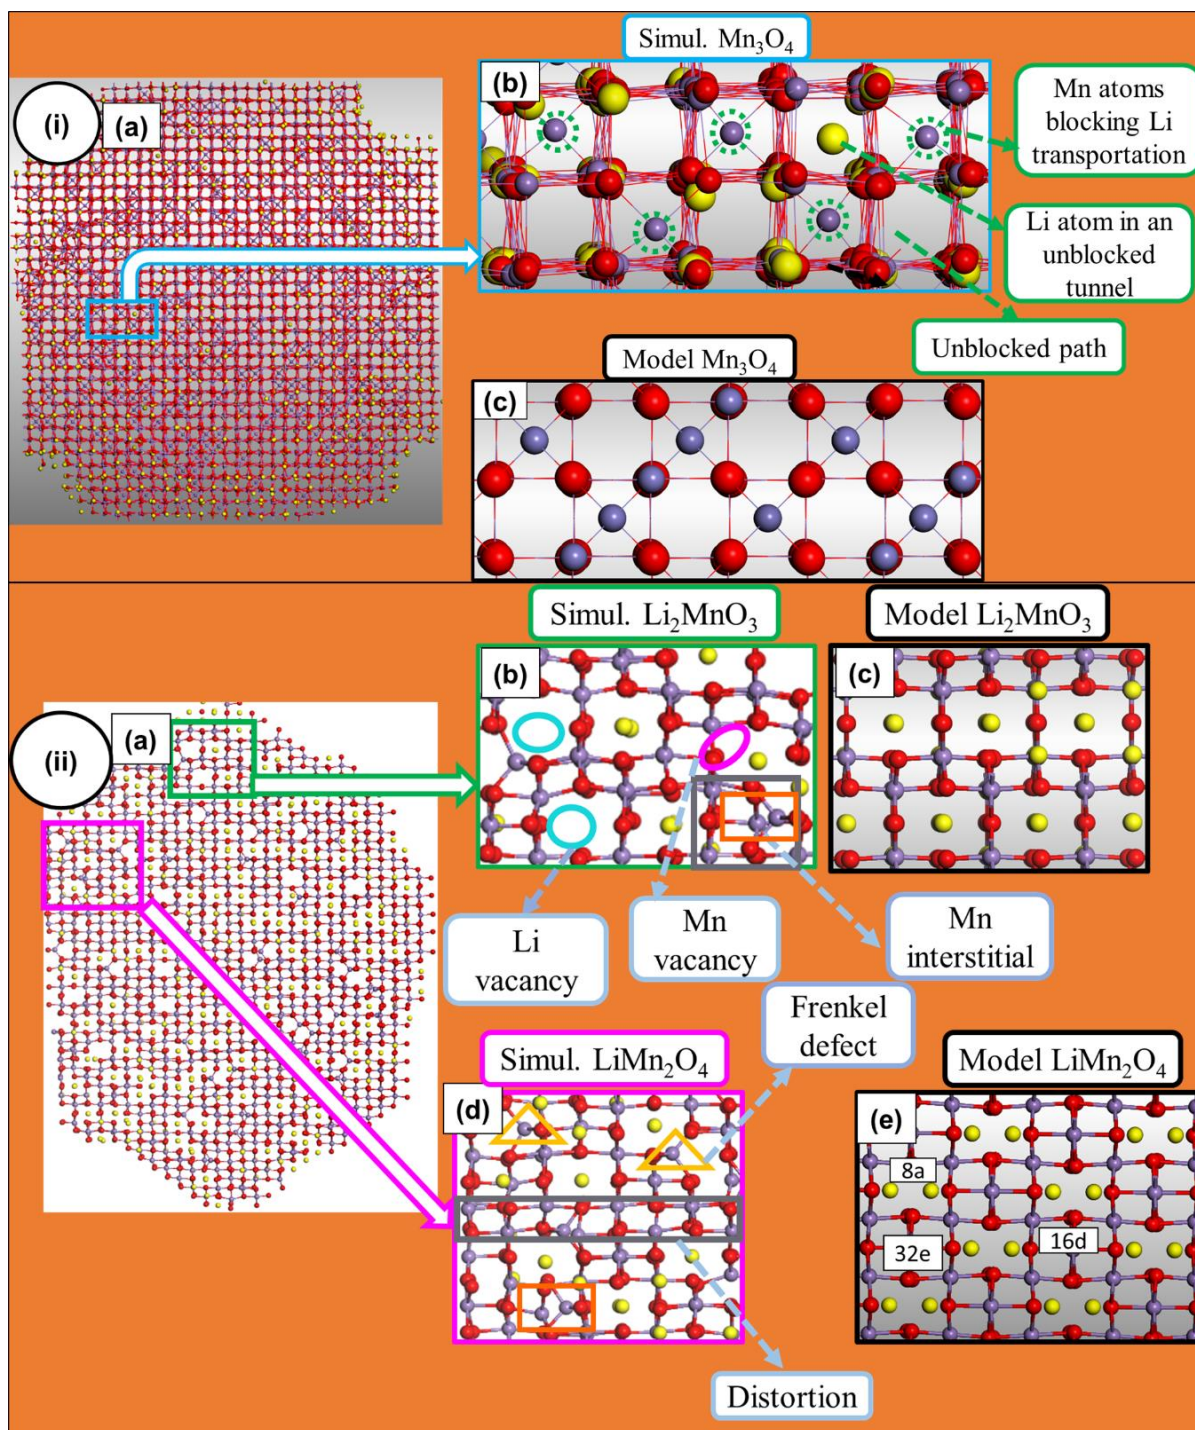 Simul. Mn₃O₄
(i)
(a)
(b)
Mn atoms
blocking Li
transportation
Li atom in an
unblocked
tunnel
Unblocked path
Model Mn₃O₄
(c)
Simul. Li₂MnO₃
Model Li₂MnO₃
(ii)
(a)
(b)
(c)
Li
vacancy
Mn
vacancy
Mn
interstitial
Frenkel
defect
Simul. LiMn₂O₄
Model LiMn₂O₄
(d)
(e)
8a
32e
16d
Distortion